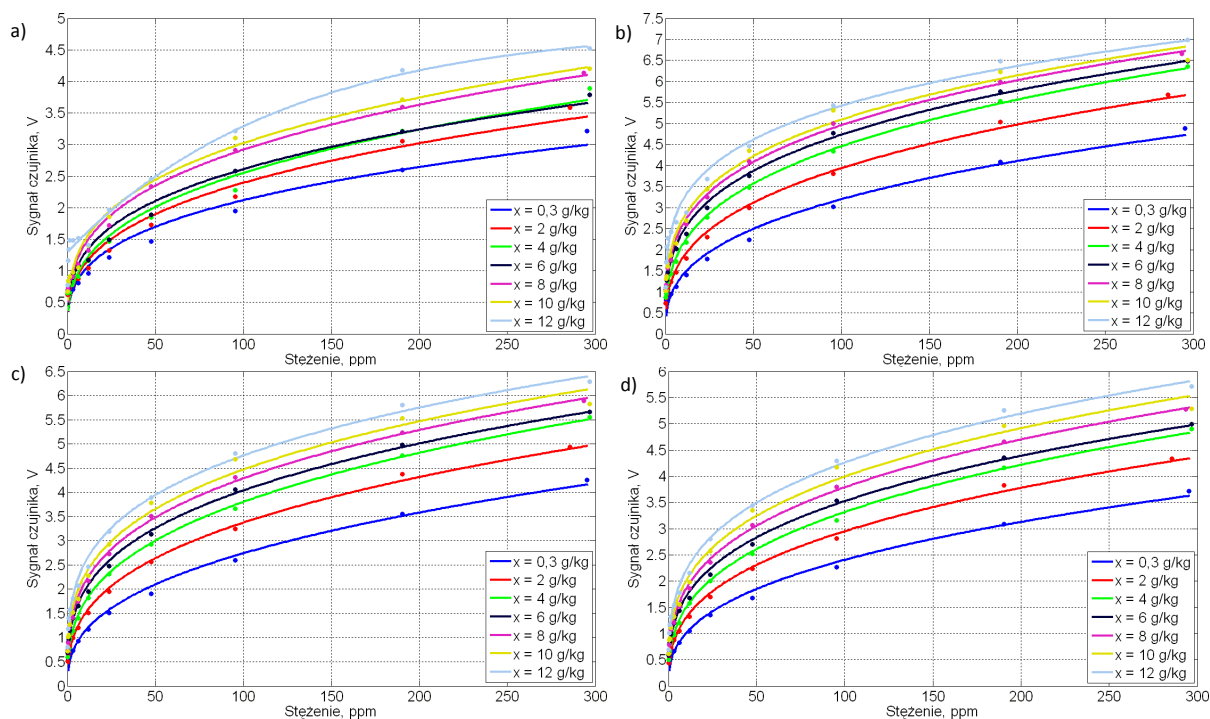 a)
5
4.5
4
3.5
3
2.5
2
1.5
1
0.5
0
Sygnał czujnika, V
0 50 100 150 200 250 300
Stężenie, ppm
x = 0,3 g/kg
x = 2 g/kg
x = 4 g/kg
x = 6 g/kg
x = 8 g/kg
x = 10 g/kg
x = 12 g/kg
b)
7.5
7
6.5
6
5.5
5
4.5
4
3.5
3
2.5
2
1.5
1
0.5
0
Sygnał czujnika, V
0 50 100 150 200 250 300
Stężenie, ppm
x = 0,3 g/kg
x = 2 g/kg
x = 4 g/kg
x = 6 g/kg
x = 8 g/kg
x = 10 g/kg
x = 12 g/kg
c)
6.5
6
5.5
5
4.5
4
3.5
3
2.5
2
1.5
1
0.5
0
Sygnał czujnika, V
0 50 100 150 200 250 300
Stężenie, ppm
x = 0,3 g/kg
x = 2 g/kg
x = 4 g/kg
x = 6 g/kg
x = 8 g/kg
x = 10 g/kg
x = 12 g/kg
d)
6
5.5
5
4.5
4
3.5
3
2.5
2
1.5
1
0.5
0
Sygnał czujnika, V
0 50 100 150 200 250 300
Stężenie, ppm
x = 0,3 g/kg
x = 2 g/kg
x = 4 g/kg
x = 6 g/kg
x = 8 g/kg
x = 10 g/kg
x = 12 g/kg